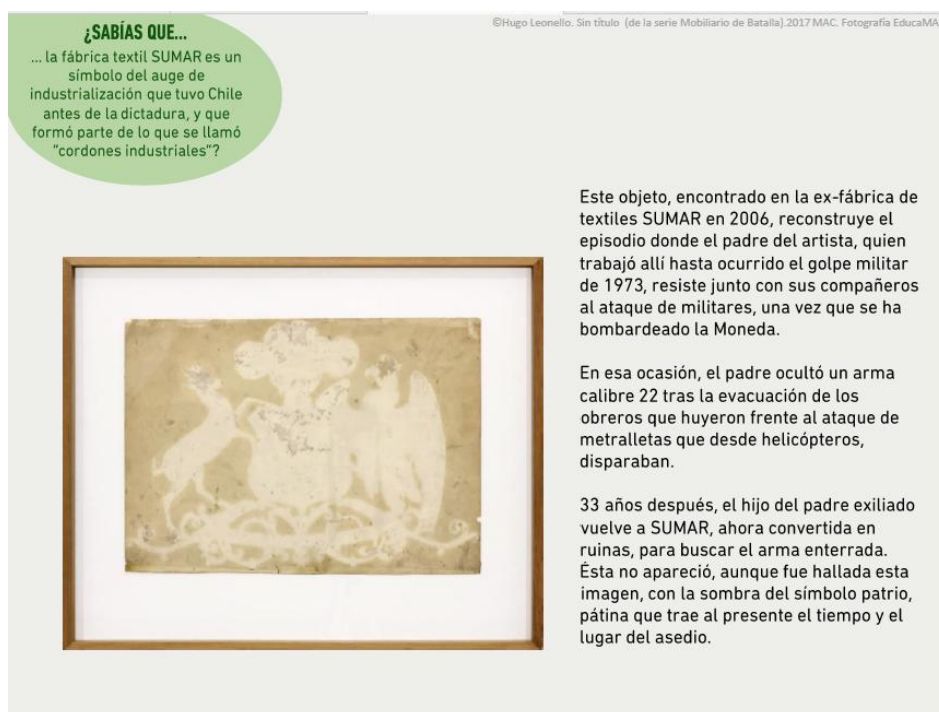 ©Hugo Leonello. Sin título (de la serie Mobiliario de Batalla).2017 MAC. Fotografía EducaMA
¿SABÍAS QUE...
... la fábrica textil SUMAR es un
símbolo del auge de
industrialización que tuvo Chile
antes de la dictadura, y que
formó parte de lo que se llamó
"cordones industriales"?
Este objeto, encontrado en la ex-fábrica de
textiles SUMAR en 2006, reconstruye el
episodio donde el padre del artista, quien
trabajó allí hasta ocurrido el golpe militar
de 1973, resiste junto con sus compañeros
al ataque de militares, una vez que se ha
bombardeado la Moneda.
En esa ocasión, el padre ocultó un arma
calibre 22 tras la evacuación de los
obreros que huyeron frente al ataque de
metralletas que desde helicópteros,
disparaban.
33 años después, el hijo del padre exiliado
vuelve a SUMAR, ahora convertida en
ruinas, para buscar el arma enterrada.
Ésta no apareció, aunque fue hallada esta
imagen, con la sombra del símbolo patrio,
pátina que trae al presente el tiempo y el
lugar del asedio.